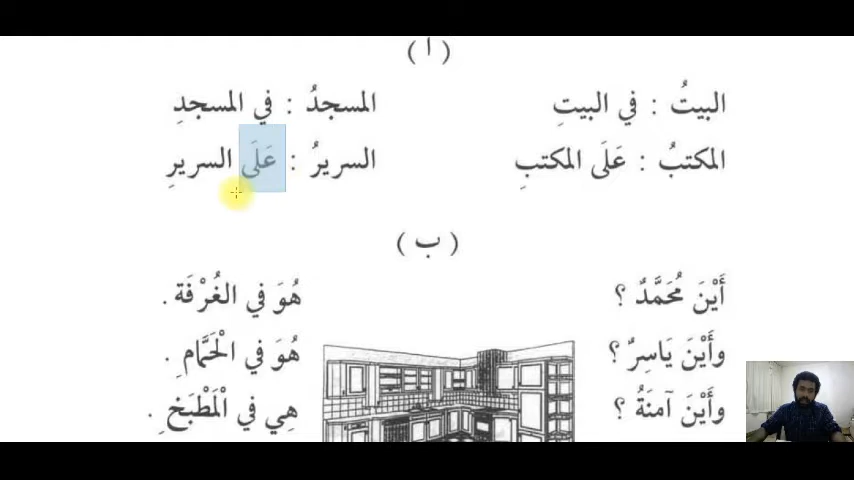 ( أ )
البيتُ : في البيتِ المسجدُ : في المسجدِ
المكتبُ : عَلَى المكتبِ السريرُ : عَلَى السريرِ
( ب )
أَيْنَ مُحَمَّدٌ ؟ هُوَ في الغُرْفَة .
وأَيْنَ يَاسِرٌ ؟ هُوَ في الْحَمَّامِ .
وأَيْنَ آمنَةُ ؟ هِي في الْمَطْبَخِ .